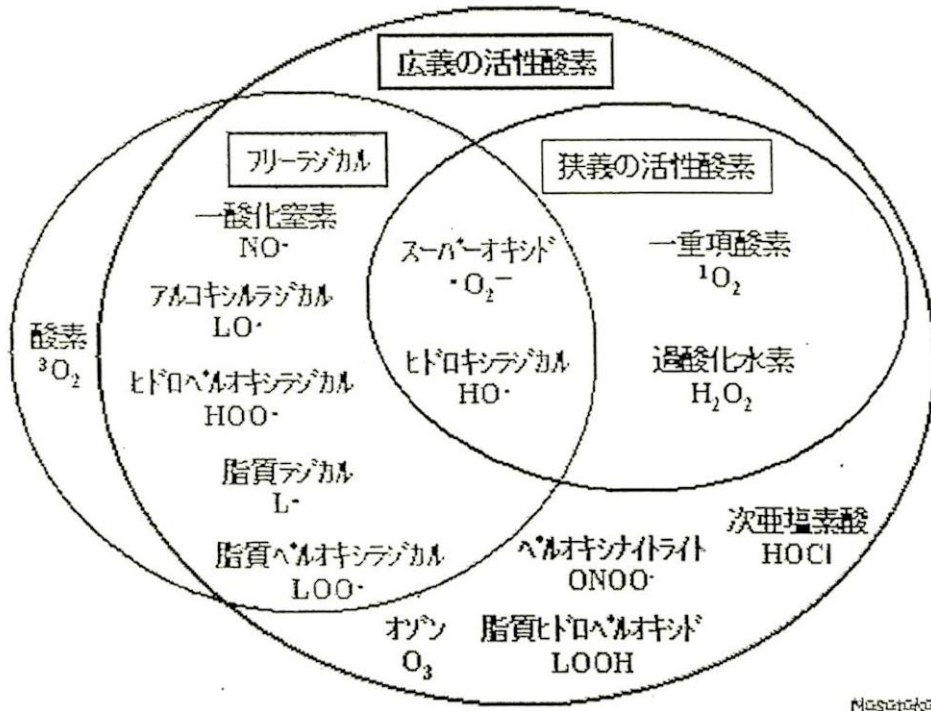 広義の活性酸素
フリーラジカル
狭義の活性酸素
一酸化窒素
NO·
スーパーオキシド
·O₂⁻
一重項酸素
¹O₂
アルコキシルラジカル
LO·
酸素
³O₂
ヒドロキシラジカル
HO·
過酸化水素
H₂O₂
ヒドロペルオキシラジカル
HOO·
脂質ラジカル
L·
脂質ペルオキシラジカル
LOO·
ペルオキシナイトライト
ONOO·
次亜塩素酸
HOCl
オゾン
O₃
脂質ヒドロペルオキシド
LOOH